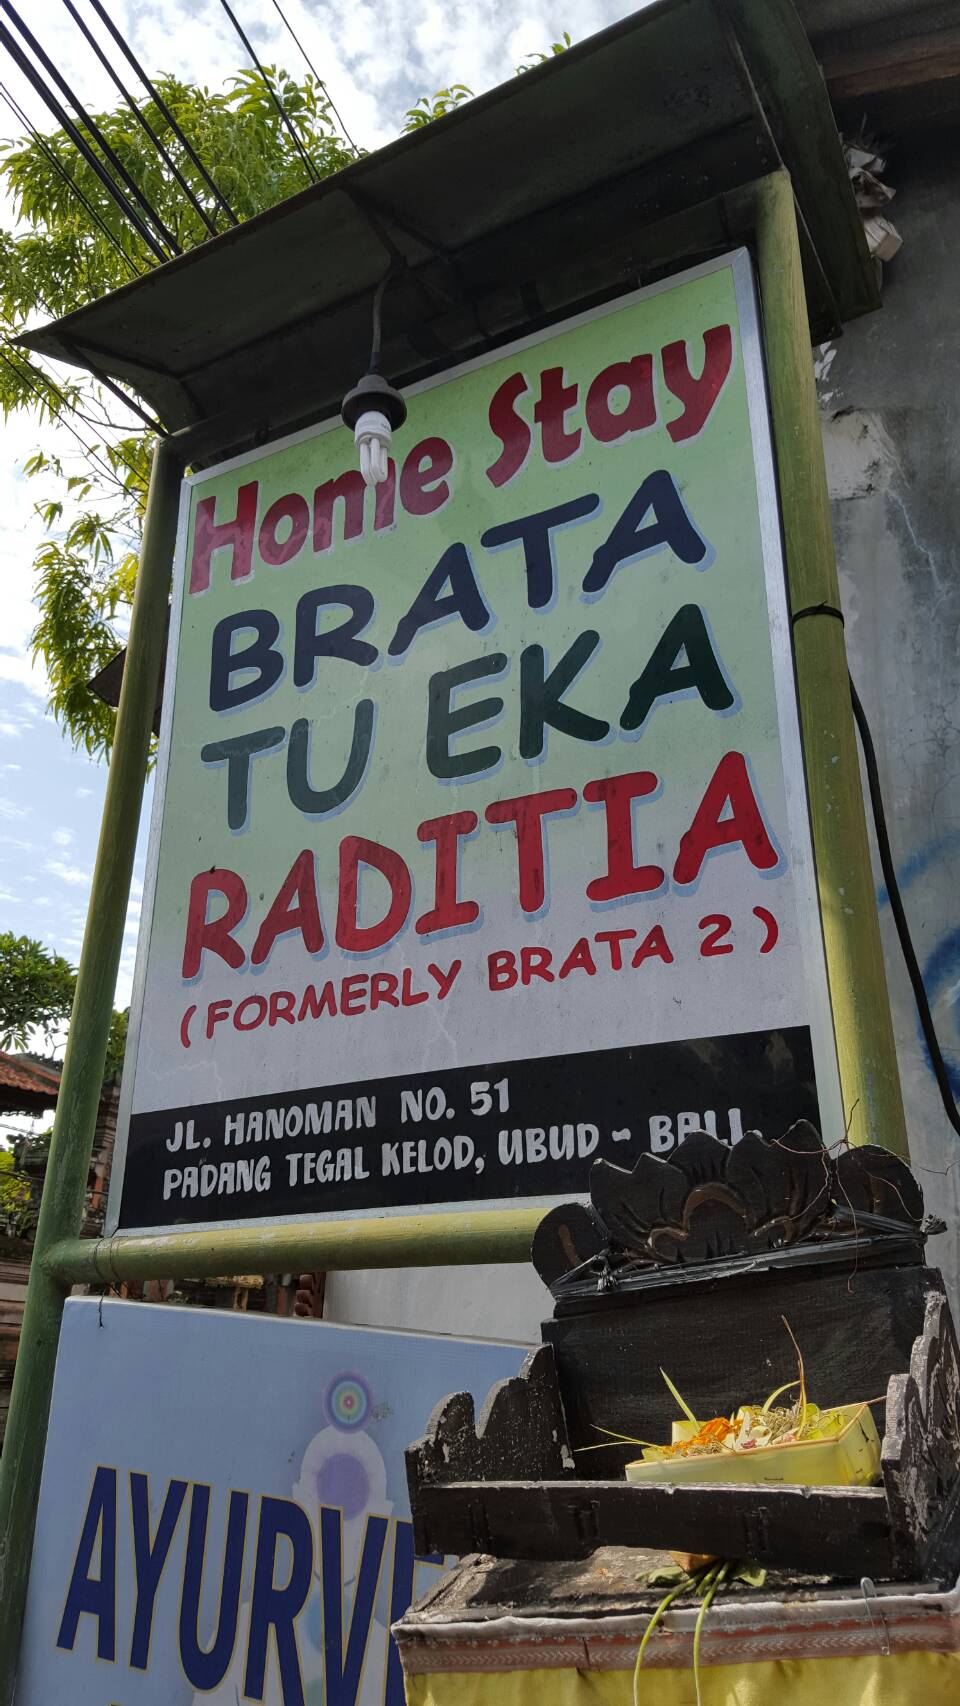 Home Stay
BRATA
TU EKA
RADITIA
(FORMERLY BRATA 2)
JL. HANOMAN NO. 51
PADANG TEGAL KELOD, UBUD - BALI.